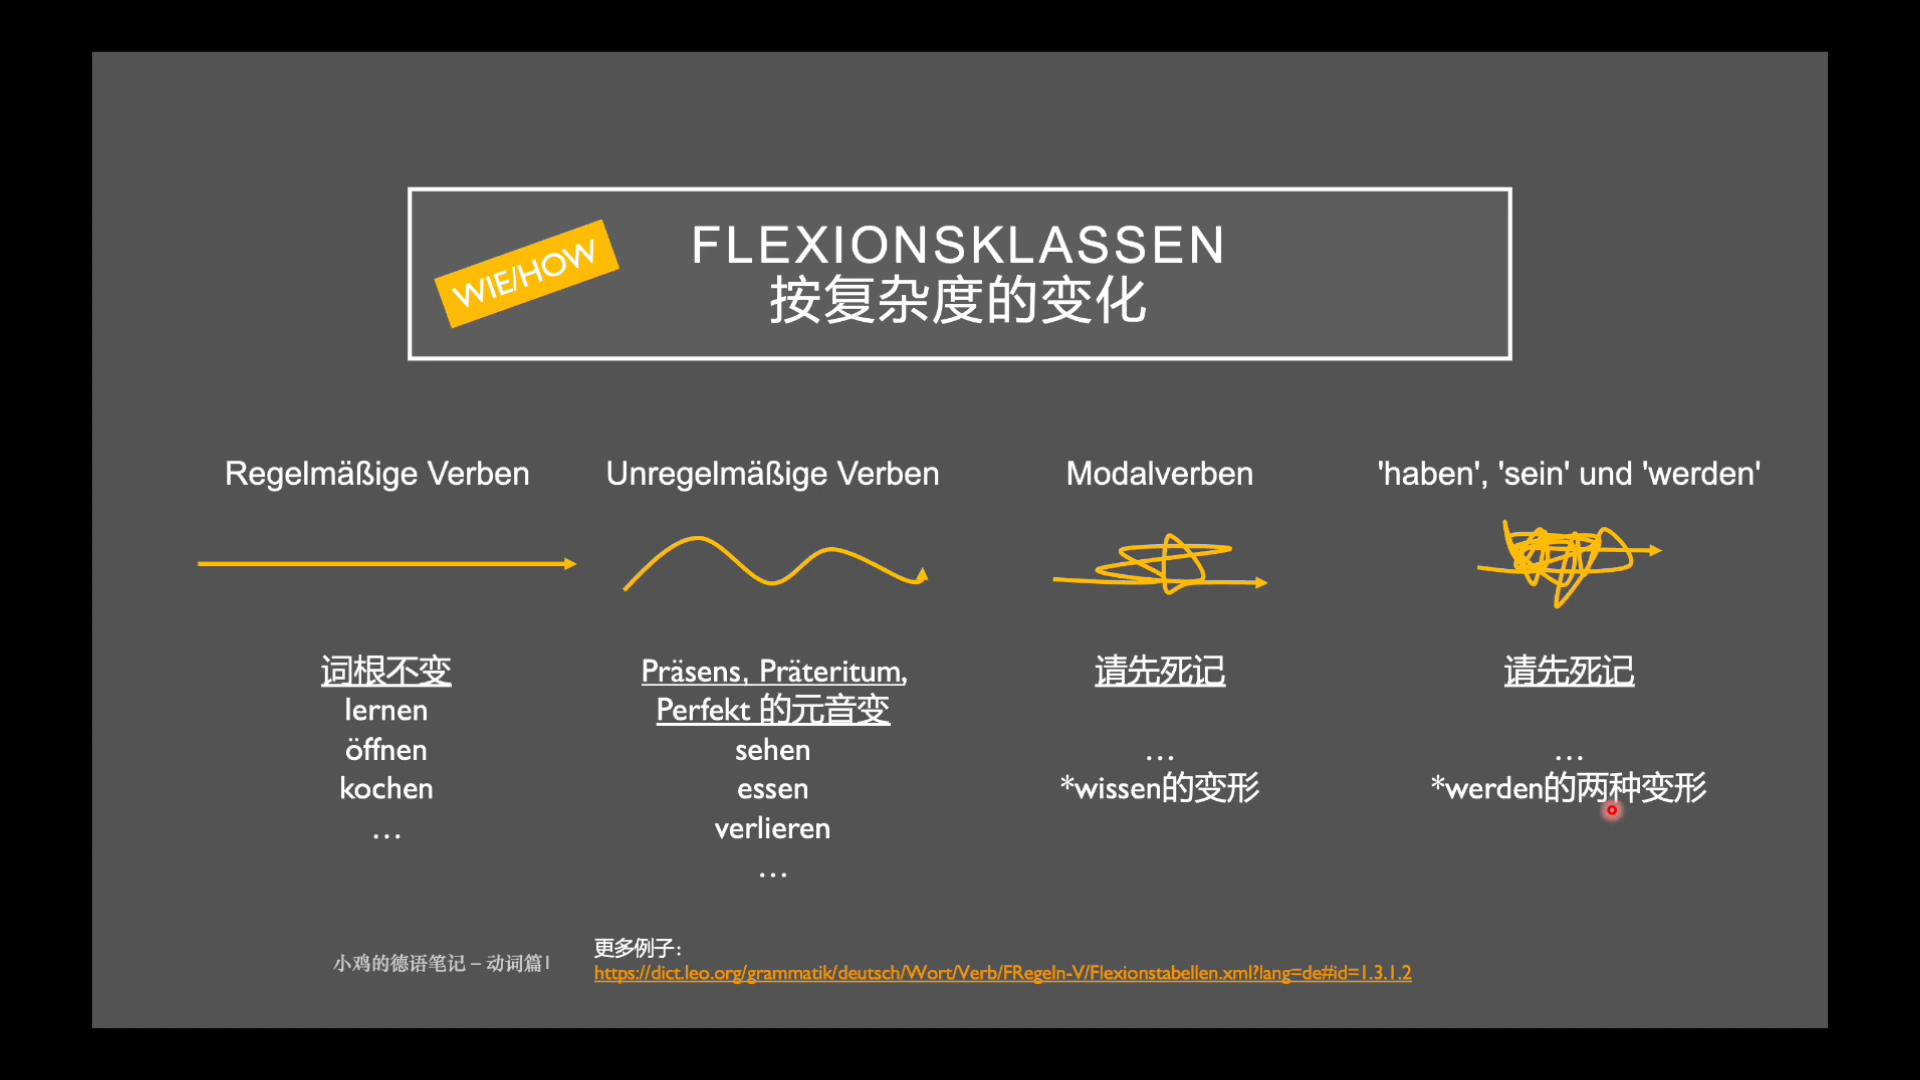 WIE/HOW
FLEXIONSKLASSEN
按复杂度的变化
Regelmäßige Verben
Unregelmäßige Verben
Modalverben
'haben', 'sein' und 'werden'
词根不变
lernen
öffnen
kochen
…
Präsens, Präteritum,
Perfekt 的元音变
sehen
essen
verlieren
…
请先死记
…
*wissen的变形
请先死记
…
*werden的两种变形
小鸡的德语笔记 – 动词篇1
更多例子：
https://dict.leo.org/grammatik/deutsch/Wort/Verb/FRegeln-V/Flexionstabellen.xml?lang=de#id=1.3.1.2